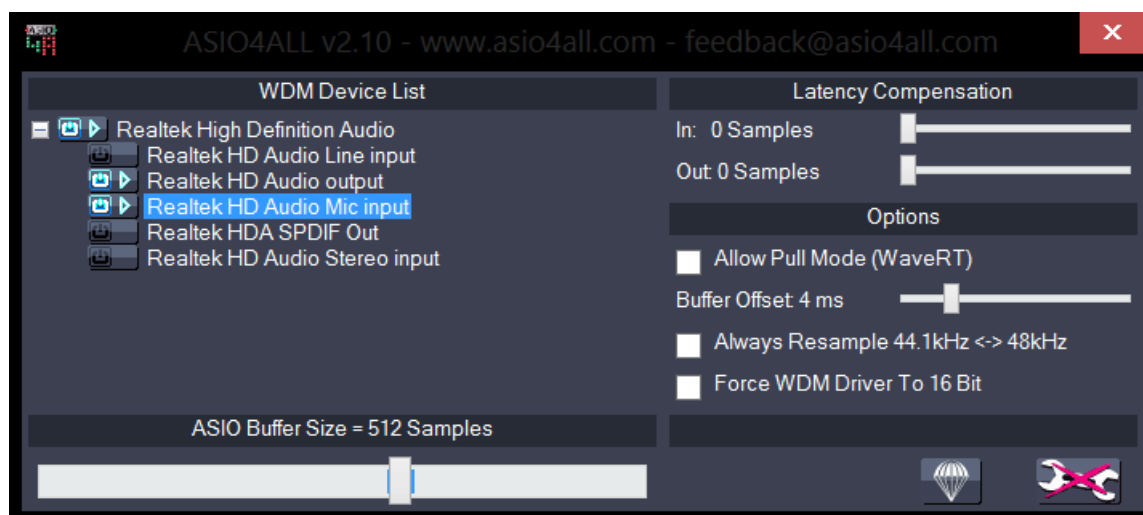 ASIO4ALL v2.10 - www.asio4all.com - feedback@asio4all.com
WDM Device List
Realtek High Definition Audio
Realtek HD Audio Line input
Realtek HD Audio output
Realtek HD Audio Mic input
Realtek HDA SPDIF Out
Realtek HD Audio Stereo input
ASIO Buffer Size = 512 Samples
Latency Compensation
In: 0 Samples
Out: 0 Samples
Options
Allow Pull Mode (WaveRT)
Buffer Offset: 4 ms
Always Resample 44.1kHz <-> 48kHz
Force WDM Driver To 16 Bit